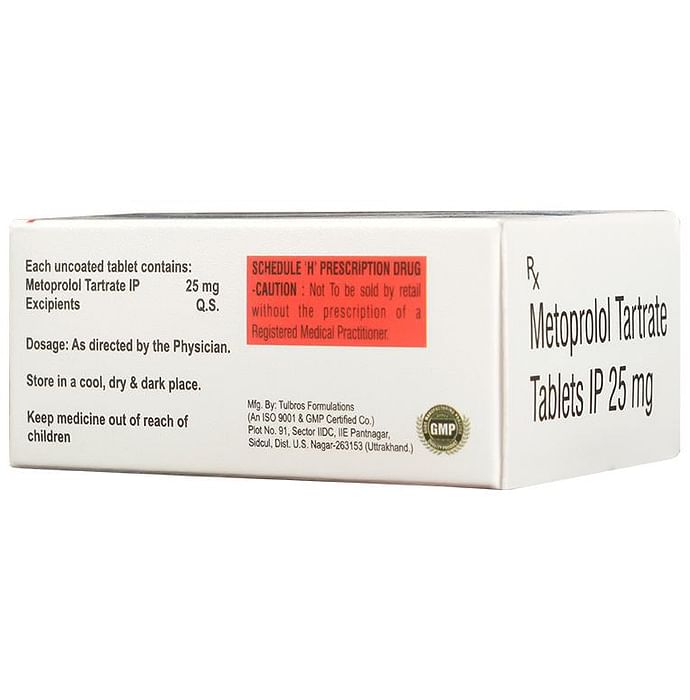 Each uncoated tablet contains:
Metoprolol Tartrate IP 25 mg
Excipients Q.S.
Dosage: As directed by the Physician.
Store in a cool, dry & dark place.
Keep medicine out of reach of
children
SCHEDULE 'H' PRESCRIPTION DRUG
-CAUTION : Not To be sold by retail
without the prescription of a
Registered Medical Practitioner.
Mfg. By: Tulbros Formulations
(An ISO 9001 & GMP Certified Co.)
Plot No. 91, Sector IIDC, IIE Pantnagar,
Sidcul, Dist. U.S. Nagar-263153 (Uttrakhand.)
GMP
Rx
Metoprolol Tartrate
Tablets IP 25 mg